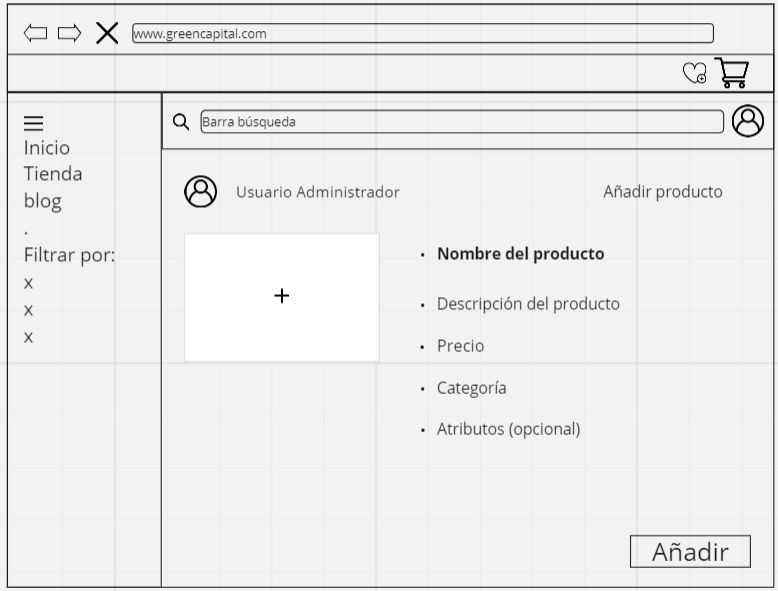 www.greencapital.com
Barra búsqueda
Inicio
Tienda
blog
.
Filtrar por:
x
x
x
Usuario Administrador
Añadir producto
+
• Nombre del producto
• Descripción del producto
• Precio
• Categoría
• Atributos (opcional)
Añadir